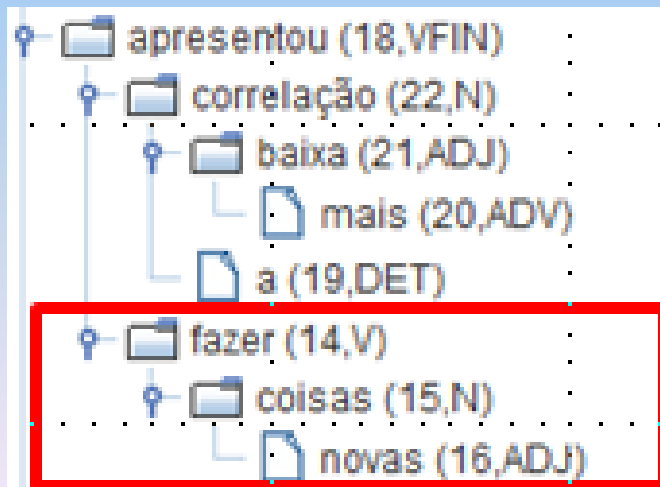 apresentou (18,VFIN)
correlação (22,N)
baixa (21,ADJ)
mais (20,ADV)
a (19,DET)
fazer (14,V)
coisas (15,N)
novas (16,ADJ)